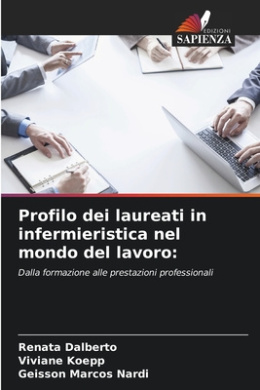 EDIZIONI
SAPIENZA
Profilo dei laureati in
infermieristica nel
mondo del lavoro:
Dalla formazione alle prestazioni professionali
Renata Dalberto
Viviane Koepp
Geisson Marcos Nardi